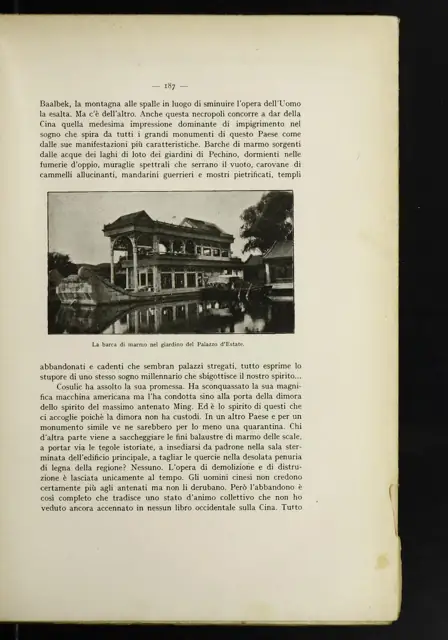 — 187 —
Baalbek, la montagna alle spalle in luogo di sminuire l'opera dell'Uomo
la esalta. Ma c'è dell'altro. Anche questa necropoli concorre a dar della
Cina quella medesima impressione dominante di impigrimento nel
sogno che spira da tutti i grandi monumenti di questo Paese come
dalle sue manifestazioni più caratteristiche. Barche di marmo sorgenti
dalle acque dei laghi di loto dei giardini di Pechino, dormienti nelle
fumerie d'oppio, muraglie spettrali che serrano il vuoto, carovane di
cammelli allucinanti, mandarini guerrieri e mostri pietrificati, templi
La barca di marmo nel giardino del Palazzo d'Estate.
abbandonati e cadenti che sembran palazzi stregati, tutto esprime lo
stupore di uno stesso sogno millennario che sbigottisce il nostro spirito...
Cosulic ha assolto la sua promessa. Ha sconquassato la sua magni-
fica macchina americana ma l'ha condotta sino alla porta della dimora
dello spirito del massimo antenato Ming. Ed è lo spirito di questi che
ci accoglie poichè la dimora non ha custodi. In un altro Paese e per un
monumento simile ve ne sarebbero per lo meno una quarantina. Chi
d'altra parte viene a saccheggiare le fini balaustre di marmo delle scale,
a portar via le tegole istoriate, a insediarsi da padrone nella sala ster-
minata dell'edificio principale, a tagliar le quercie nella desolata penuria
di legna della regione? Nessuno. L'opera di demolizione e di distru-
zione è lasciata unicamente al tempo. Gli uomini cinesi non credono
certamente più agli antenati ma non li derubano. Però l'abbandono è
così completo che tradisce uno stato d'animo collettivo che non ho
veduto ancora accennato in nessun libro occidentale sulla Cina. Tutto